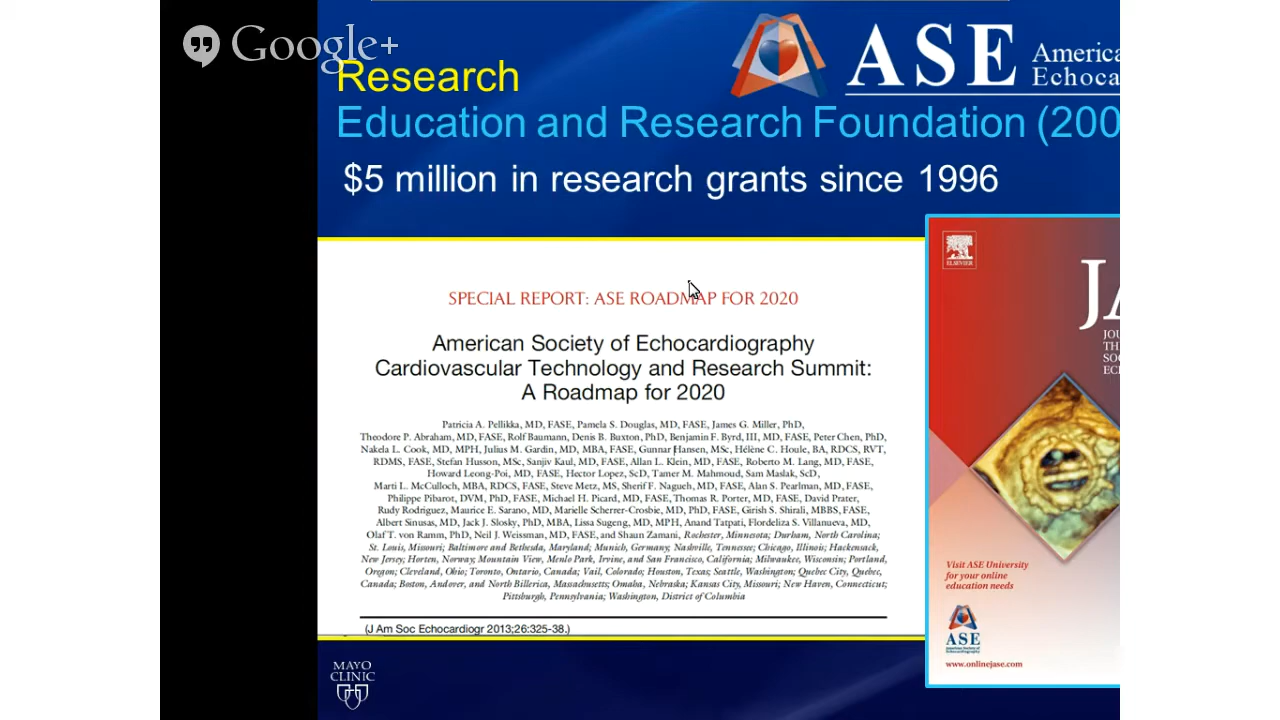 Google+
Research
ASE America
Echoca
Education and Research Foundation (200
$5 million in research grants since 1996
SPECIAL REPORT: ASE ROADMAP FOR 2020
American Society of Echocardiography
Cardiovascular Technology and Research Summit:
A Roadmap for 2020
Patricia A. Pellikka, MD, FASE, Pamela S. Douglas, MD, FASE, James G. Miller, PhD,
Theodore P. Abraham, MD, FASE, Rolf Baumann, Denis B. Buxton, PhD, Benjamin F. Byrd, III, MD, FASE, Peter Chen, PhD,
Nakela L. Cook, MD, MPH, Julius M. Gardin, MD, MBA, FASE, Gunnar Hansen, MSc, Hélène C. Houle, BA, RDCS, RVT,
RDMS, FASE, Stefan Husson, MSc, Sanjiv Kaul, MD, FASE, Allan L. Klein, MD, FASE, Roberto M. Lang, MD, FASE,
Howard Leong-Poi, MD, FASE, Hector Lopez, ScD, Tamer M. Mahmoud, Sam Maslak, ScD,
Marti L. McCulloch, MBA, RDCS, FASE, Steve Metz, MS, Sherif F. Nagueh, MD, FASE, Alan S. Pearlman, MD, FASE,
Philippe Pibarot, DVM, PhD, FASE, Michael H. Picard, MD, FASE, Thomas R. Porter, MD, FASE, David Prater,
Rudy Rodriguez, Maurice E. Sarano, MD, Marielle Scherrer-Crosbie, MD, PhD, FASE, Girish S. Shirali, MBBS, FASE,
Albert Sinusas, MD, Jack J. Slosky, PhD, MBA, Lissa Sugeng, MD, MPH, Anand Tatpati, Flordeliza S. Villanueva, MD,
Olaf T. von Ramm, PhD, Neil J. Weissman, MD, FASE, and Shaun Zamani, Rochester, Minnesota; Durham, North Carolina;
St. Louis, Missouri; Baltimore and Bethesda, Maryland; Munich, Germany; Nashville, Tennessee; Chicago, Illinois; Hackensack,
New Jersey; Horten, Norway; Mountain View, Menlo Park, Irvine, and San Francisco, California; Milwaukee, Wisconsin; Portland,
Oregon; Cleveland, Ohio; Toronto, Ontario, Canada; Vail, Colorado; Houston, Texas; Seattle, Washington; Quebec City, Quebec,
Canada; Boston, Andover, and North Billerica, Massachusetts; Omaha, Nebraska; Kansas City, Missouri; New Haven, Connecticut;
Pittsburgh, Pennsylvania; Washington, District of Columbia
(J Am Soc Echocardiogr 2013;26:325-38.)
MAYO
CLINIC
ELSEVIER
JA
JOU
TH
SOC
ECH
Visit ASE University
for your online
education needs
ASE
www.onlinejase.com